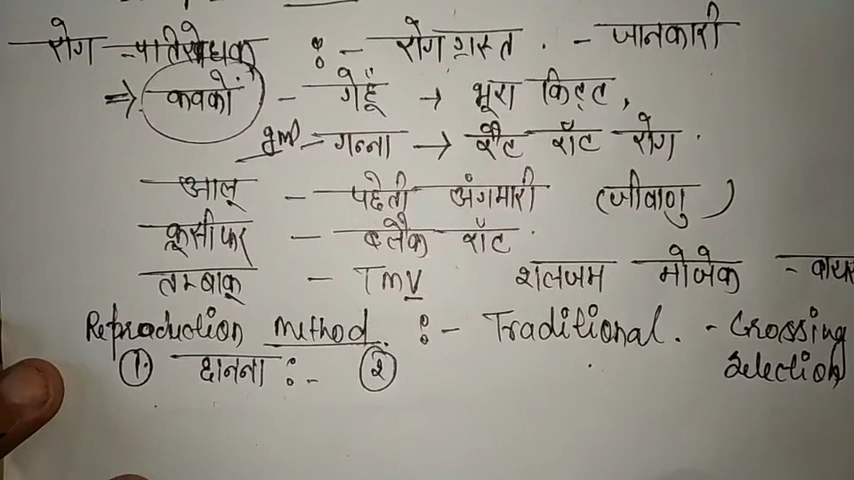 रोग प्रतिरोधक :- रोग ग्रस्त . - जानकारी
⇒ कवकों - गेहूँ → भूरा किट्ट ,
gmp - गन्ना → रैट रॉट रोग .
आलू - पछेती अंगमारी (जीवाणु)
क्रूसीफर - ब्लैक रॉट .
तम्बाकू - TmV शलजम मोजेक -
Reproduction method. :- Traditional. - Crossing
Selection
1. छानना :- 2